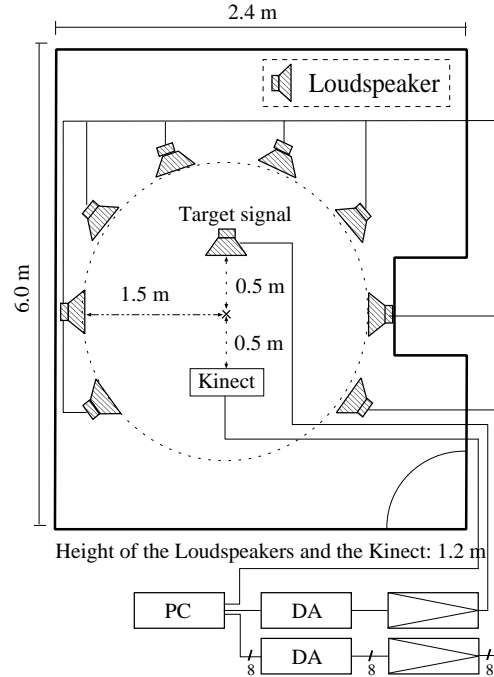 2.4 m
Loudspeaker
Target signal
6.0 m
1.5 m
0.5 m
0.5 m
Kinect
Height of the Loudspeakers and the Kinect: 1.2 m
PC
DA
DA
8
8
8